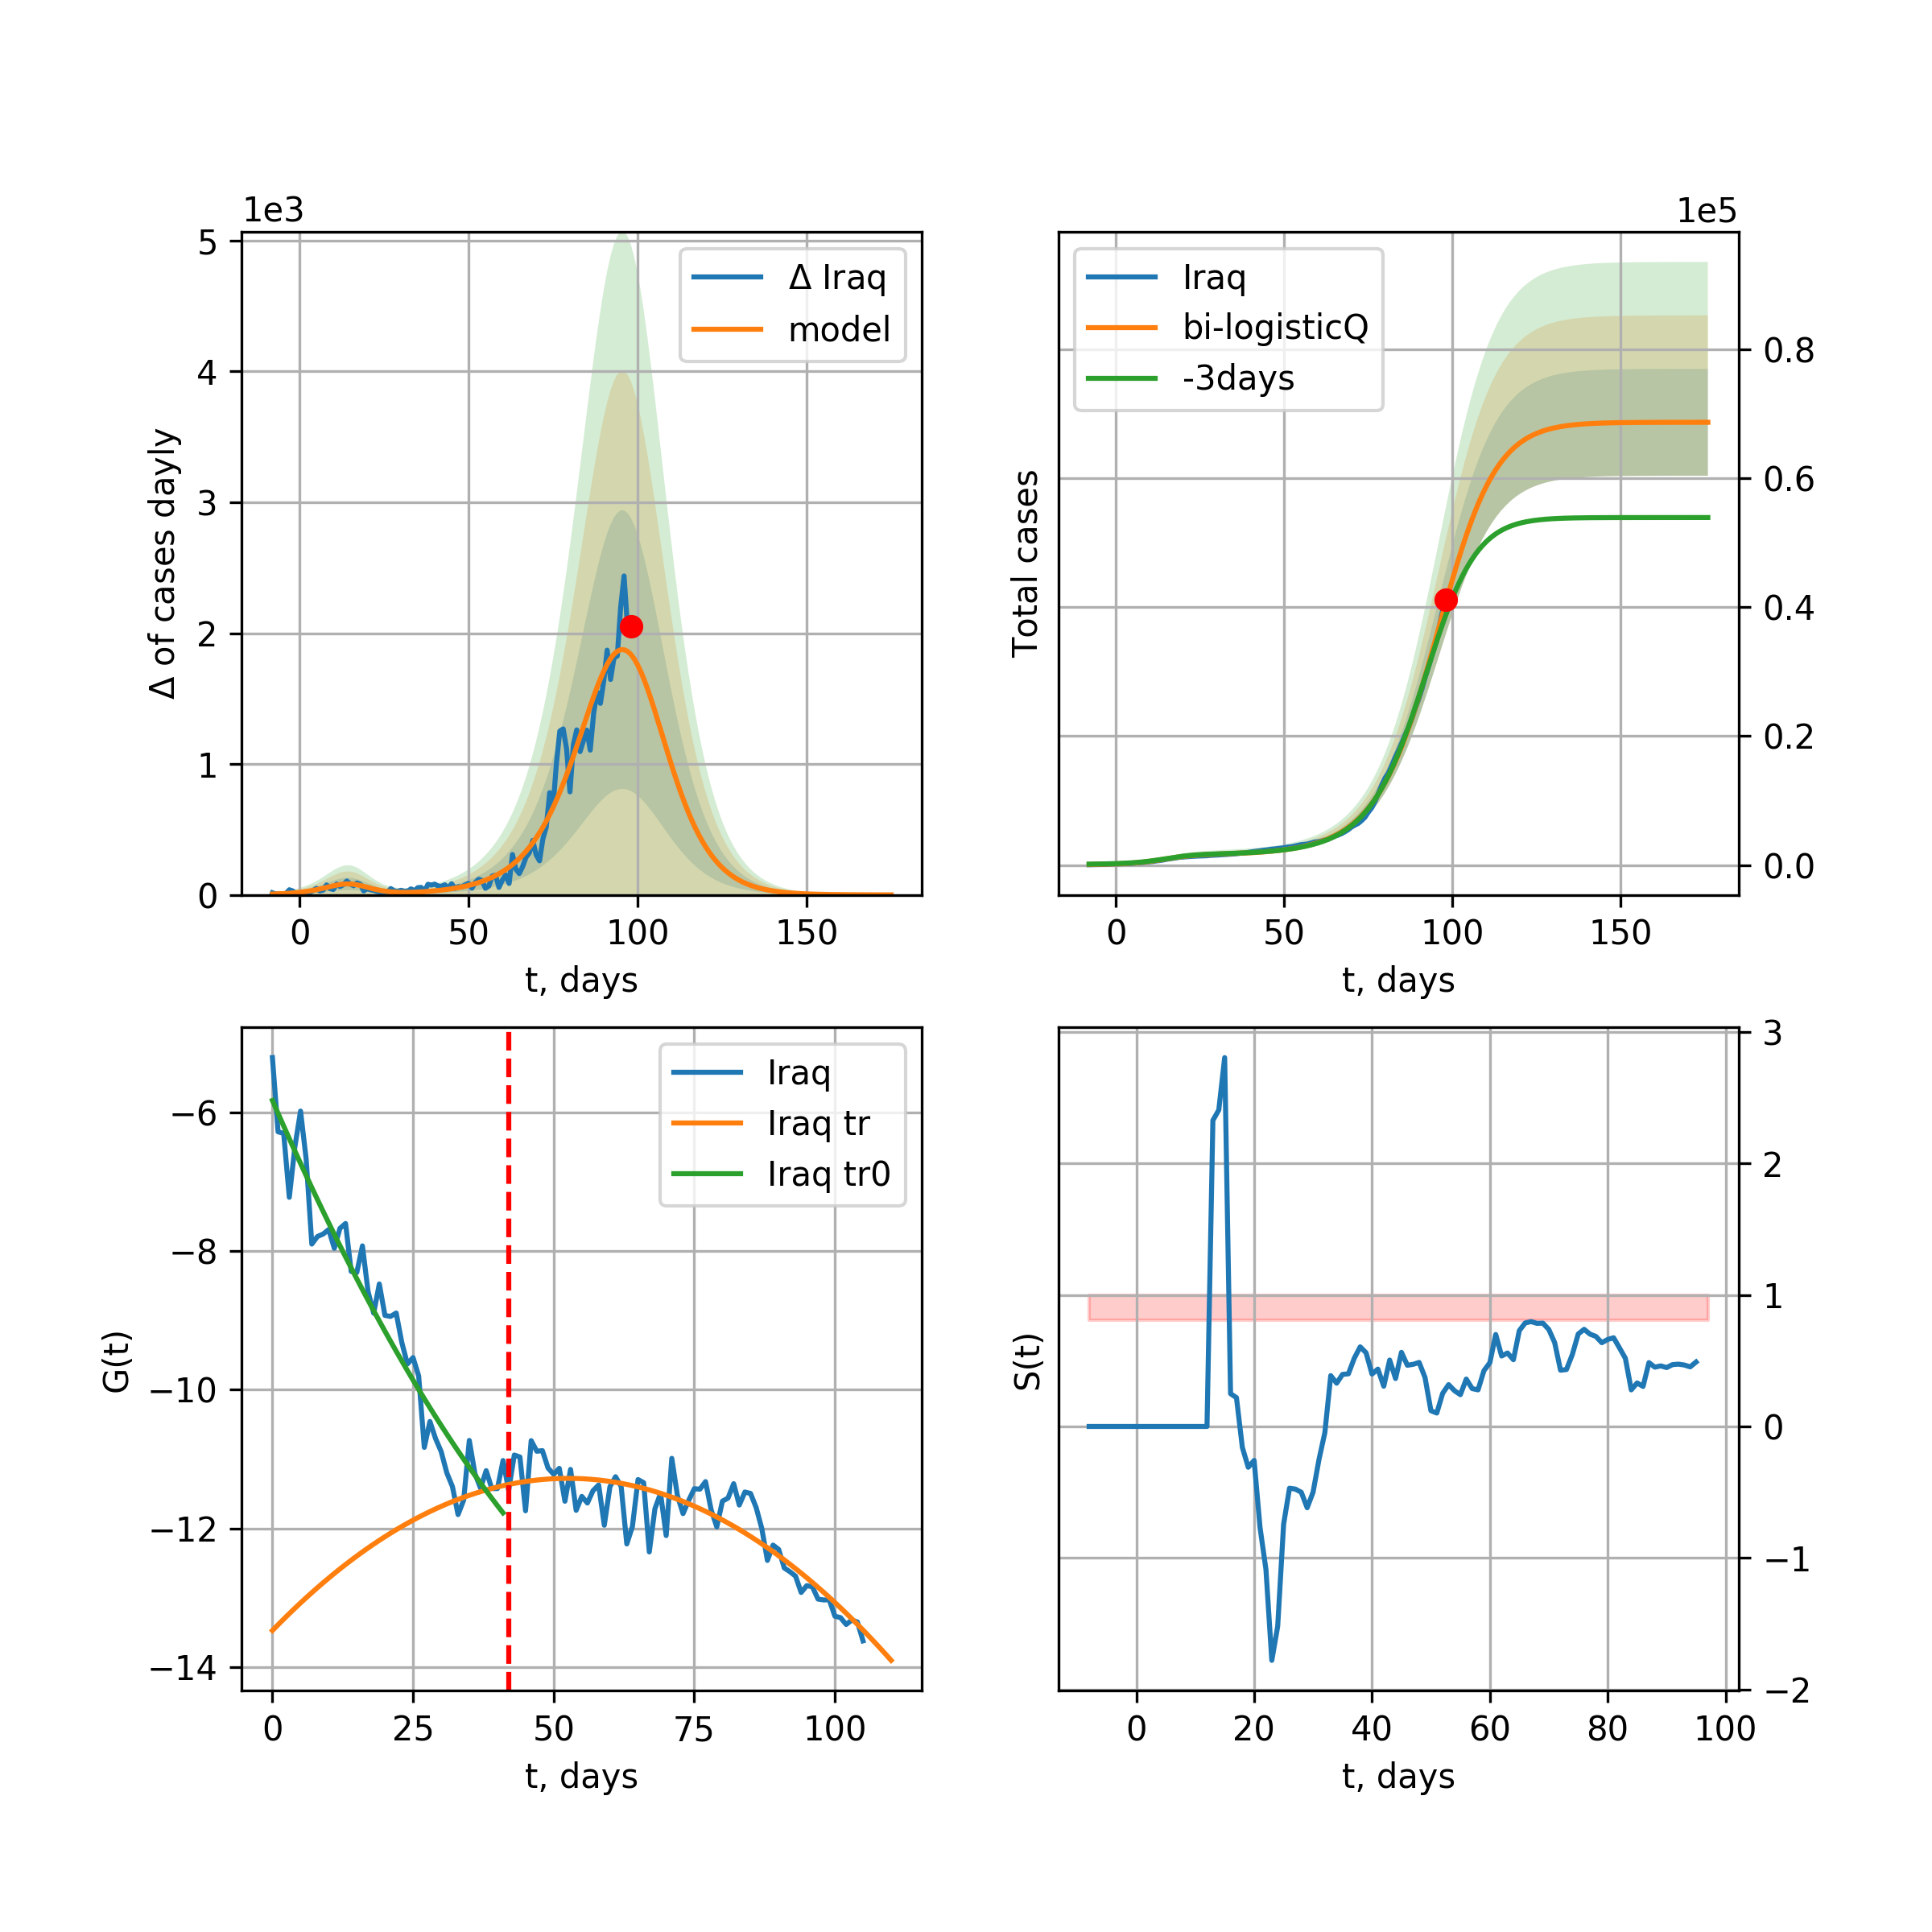 1e3
5
4
3
2
1
0
Δ of cases dayly
Δ Iraq
model
0 50 100 150
t, days
1e5
Iraq
bi-logisticQ
-3days
Total cases
0.8
0.6
0.4
0.2
0.0
0 50 100 150
t, days
−6
−8
−10
−12
−14
G(t)
Iraq
Iraq tr
Iraq tr0
0 25 50 75 100
t, days
S(t)
3
2
1
0
−1
−2
0 20 40 60 80 100
t, days